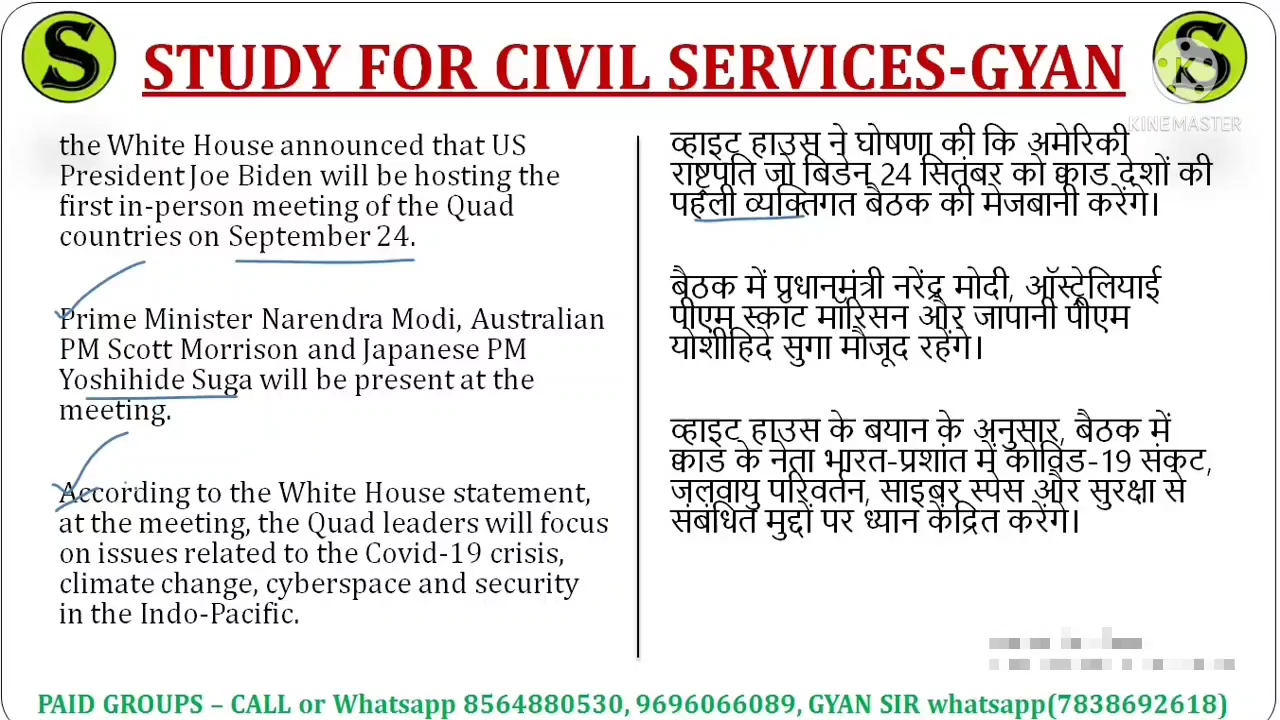 S
STUDY FOR CIVIL SERVICES-GYAN
S
K
KINEMASTER
the White House announced that US
President Joe Biden will be hosting the
first in-person meeting of the Quad
countries on September 24.
Prime Minister Narendra Modi, Australian
PM Scott Morrison and Japanese PM
Yoshihide Suga will be present at the
meeting.
According to the White House statement,
at the meeting, the Quad leaders will focus
on issues related to the Covid-19 crisis,
climate change, cyberspace and security
in the Indo-Pacific.
व्हाइट हाउस ने घोषणा की कि अमेरिकी
राष्ट्रपति जो बिडेन 24 सितंबर को क्वाड देशों की
पहली व्यक्तिगत बैठक की मेजबानी करेंगे।
बैठक में प्रधानमंत्री नरेंद्र मोदी, ऑस्ट्रेलियाई
पीएम स्कॉट मॉरिसन और जापानी पीएम
योशीहिदे सुगा मौजूद रहेंगे।
व्हाइट हाउस के बयान के अनुसार, बैठक में
क्वाड के नेता भारत-प्रशांत में कोविड-19 संकट,
जलवायु परिवर्तन, साइबर स्पेस और सुरक्षा से
संबंधित मुद्दों पर ध्यान केंद्रित करेंगे।
PAID GROUPS – CALL or Whatsapp 8564880530, 9696066089, GYAN SIR whatsapp(7838692618)